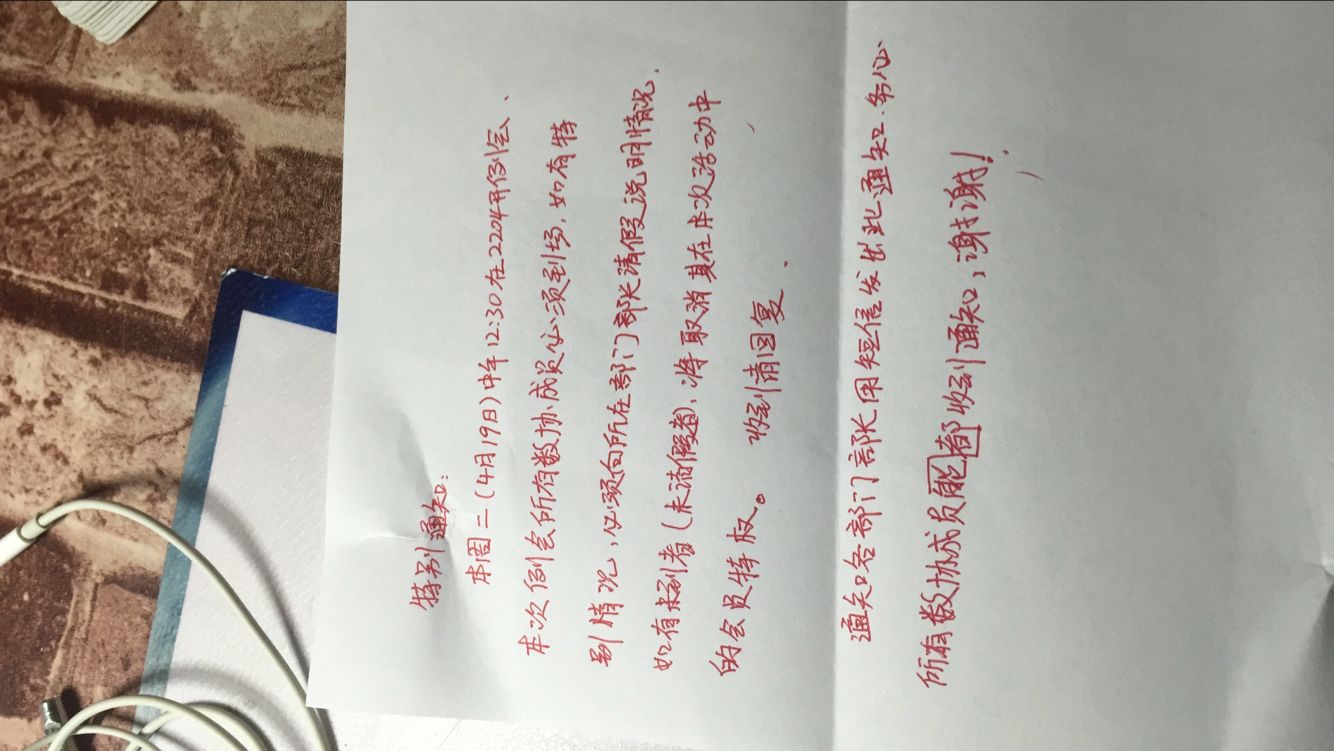 特别通知:
本周二(4月19日)中午12:30在2204开例会.
本次例会所有数协成员必须到场.如有特
别情况,必须向所在部门部长请假说明情况.
如有未到者(未请假者),将取消其在本次活动中
的会员特权。 收到请回复.
通知各部门部长用短信发出此通知.务必
所有数协成员能都收到通知,谢谢!